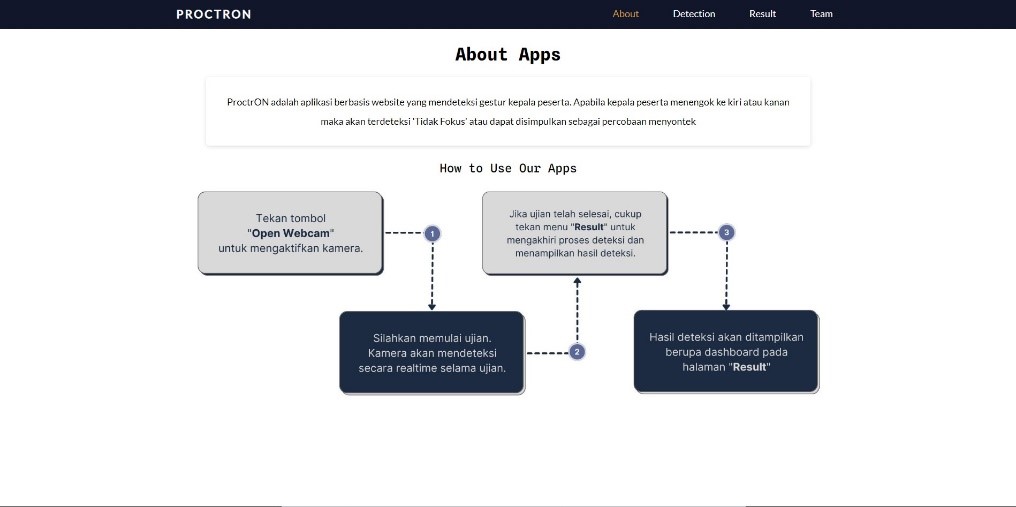 PROCTRON
About Detection Result Team
About Apps
ProctrON adalah aplikasi berbasis website yang mendeteksi gestur kepala peserta. Apabila kepala peserta menengok ke kiri atau kanan
maka akan terdeteksi 'Tidak Fokus' atau dapat disimpulkan sebagai percobaan menyontek
How to Use Our Apps
Tekan tombol
"Open Webcam"
untuk mengaktifkan kamera.
1
Silahkan memulai ujian.
Kamera akan mendeteksi
secara realtime selama ujian.
2
Jika ujian telah selesai, cukup
tekan menu "Result" untuk
mengakhiri proses deteksi dan
menampilkan hasil deteksi.
3
Hasil deteksi akan ditampilkan
berupa dashboard pada
halaman "Result"